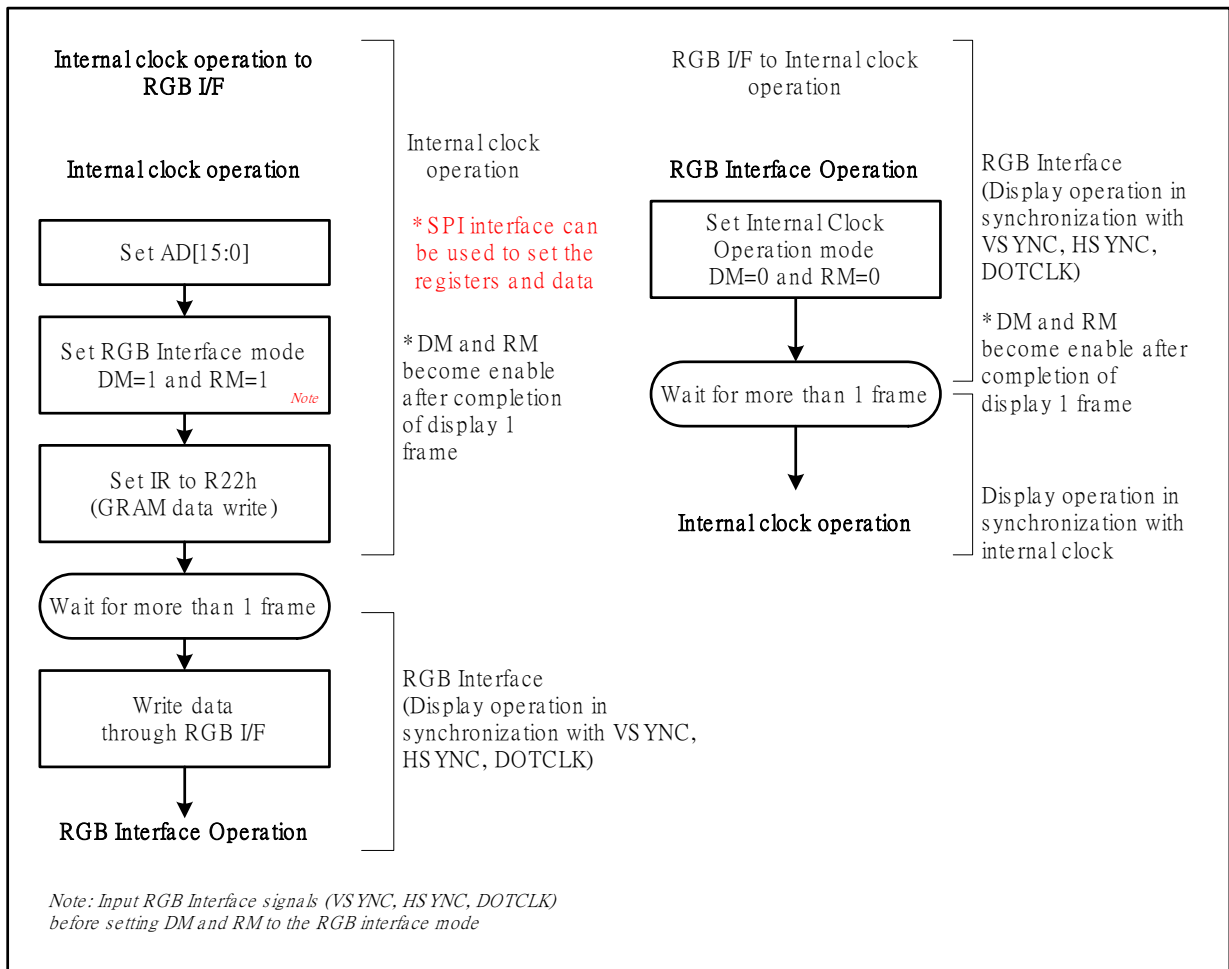 Internal clock operation to
RGB I/F
Internal clock operation
Set AD[15:0]
Set RGB Interface mode
DM=1 and RM=1
Note
Set IR to R22h
(GRAM data write)
Wait for more than 1 frame
Write data
through RGB I/F
RGB Interface Operation
Internal clock
operation
* SPI interface can
be used to set the
registers and data
* DM and RM
become enable
after completion
of display 1
frame
RGB Interface
(Display operation in
synchronization with VSYNC,
HSYNC, DOTCLK)
RGB I/F to Internal clock
operation
RGB Interface Operation
Set Internal Clock
Operation mode
DM=0 and RM=0
Wait for more than 1 frame
Internal clock operation
RGB Interface
(Display operation in
synchronization with
VSYNC, HSYNC,
DOTCLK)
* DM and RM
become enable after
completion of
display 1 frame
Display operation in
synchronization with
internal clock
Note: Input RGB Interface signals (VSYNC, HSYNC, DOTCLK)
before setting DM and RM to the RGB interface mode